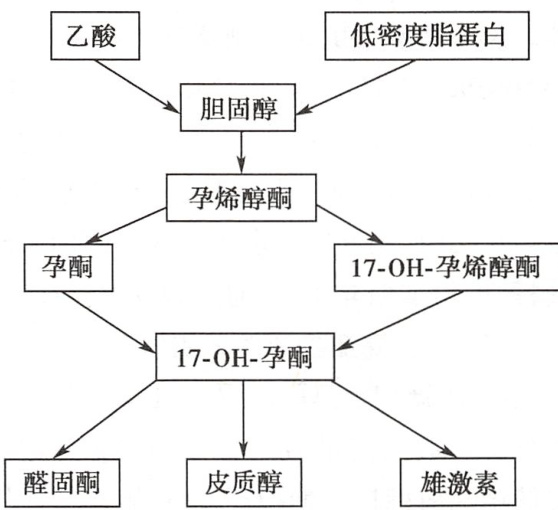 乙酸
低密度脂蛋白
胆固醇
孕烯醇酮
孕酮
17-OH-孕烯醇酮
17-OH-孕酮
醛固酮
皮质醇
雄激素